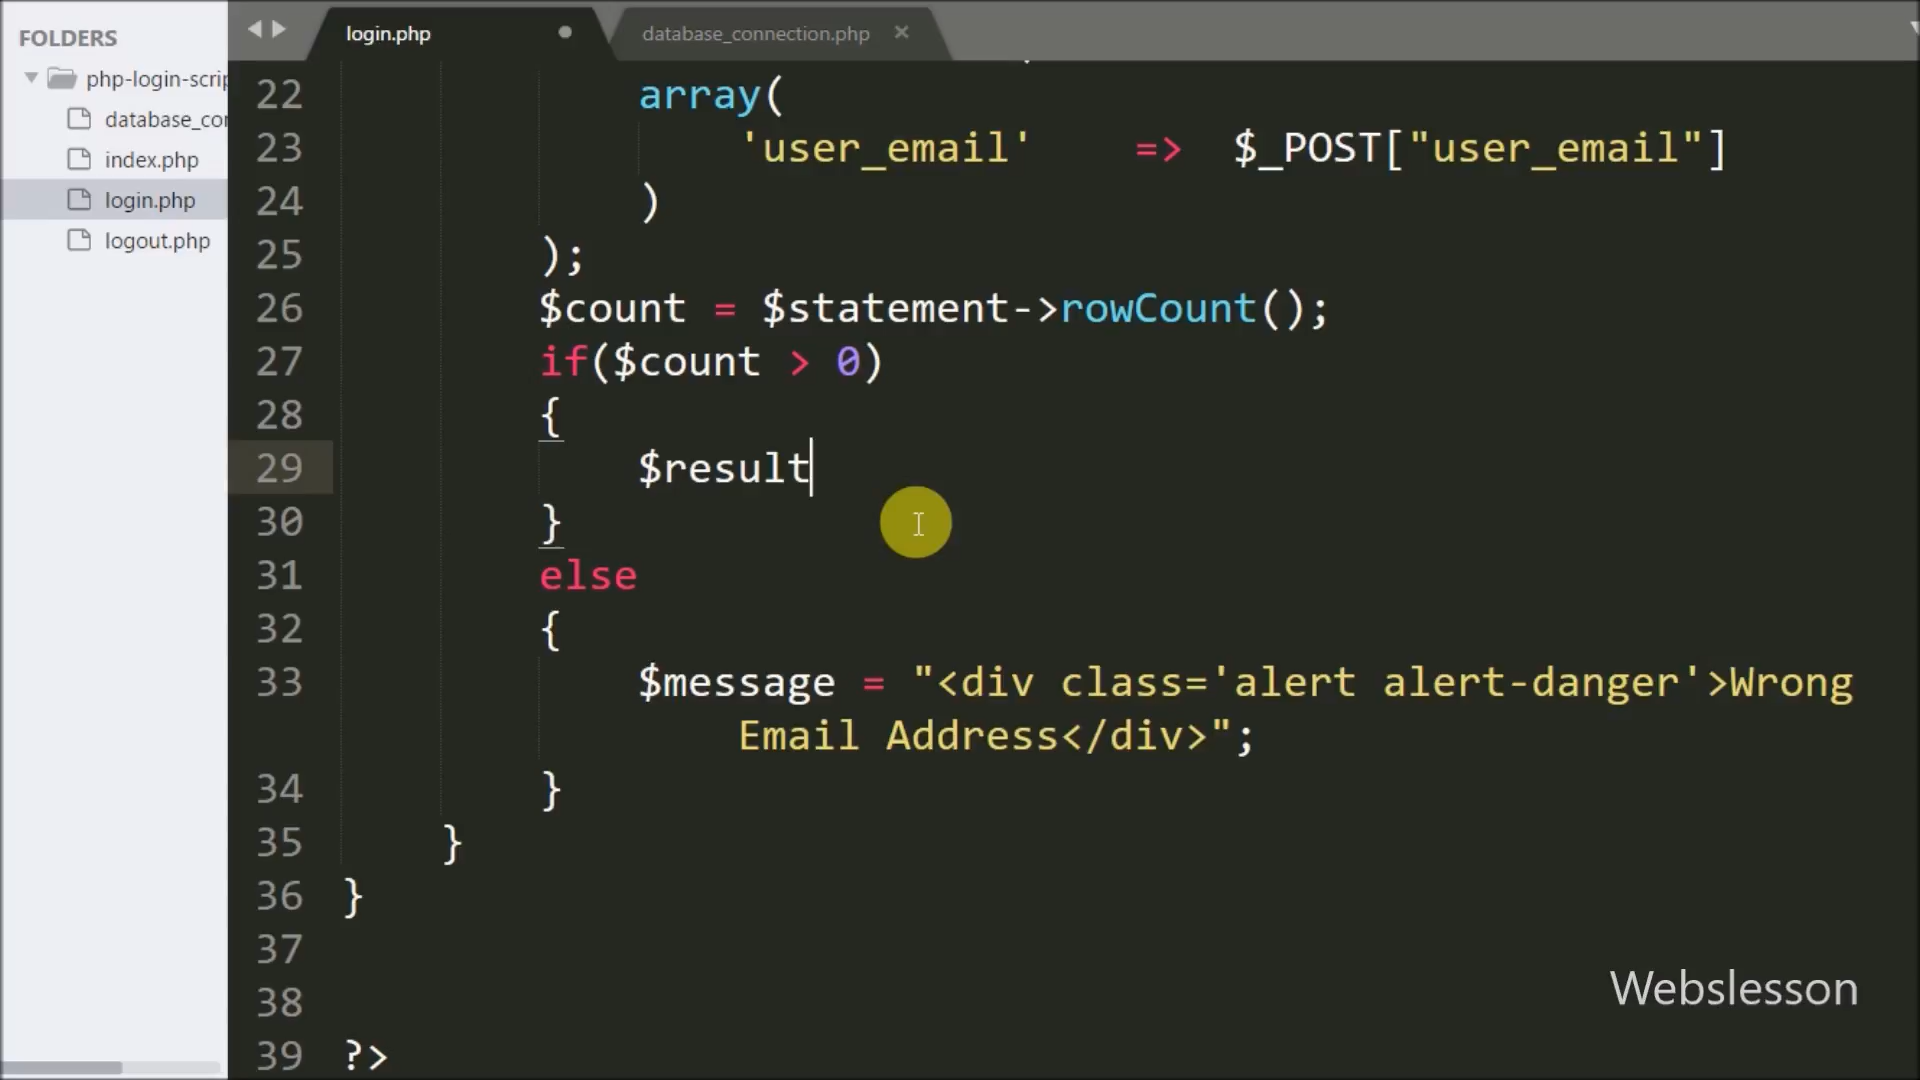 FOLDERS
php-login-scrip
database_con
index.php
login.php
logout.php
login.php
database_connection.php
22 array(
23 'user_email' => $_POST["user_email"]
24 )
25 );
26 $count = $statement->rowCount();
27 if($count > 0)
28 {
29 $result
30 }
31 else
32 {
33 $message = "<div class='alert alert-danger'>Wrong
Email Address</div>";
34 }
35 }
36 }
37
38
39 ?>
Webslesson